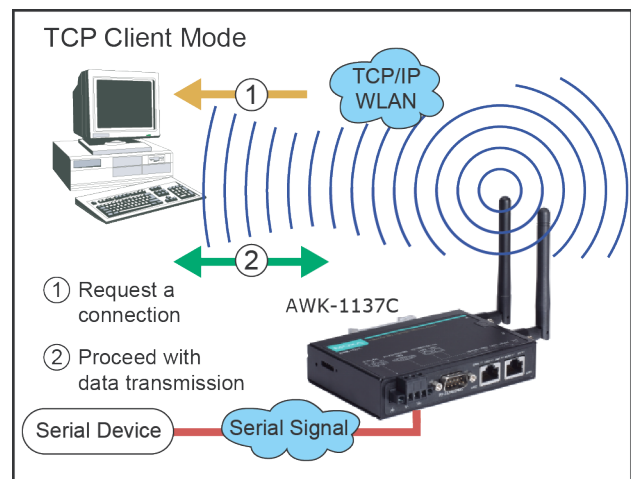 TCP Client Mode
TCP/IP
WLAN
1
2
1 Request a
connection
AWK-1137C
2 Proceed with
data transmission
Serial Device
Serial Signal